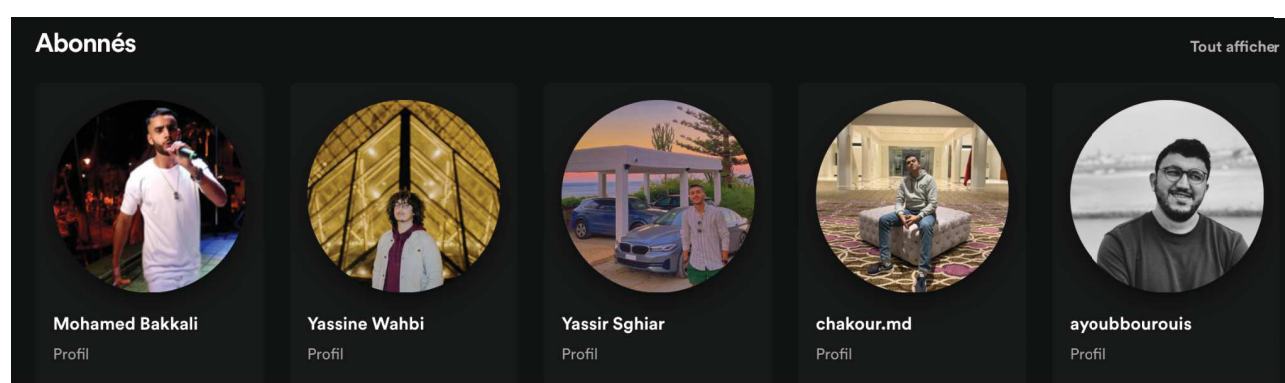 Abonnés
Tout afficher
Mohamed Bakkali
Profil
Yassine Wahbi
Profil
Yassir Sghiar
Profil
chakour.md
Profil
ayoubbourouis
Profil